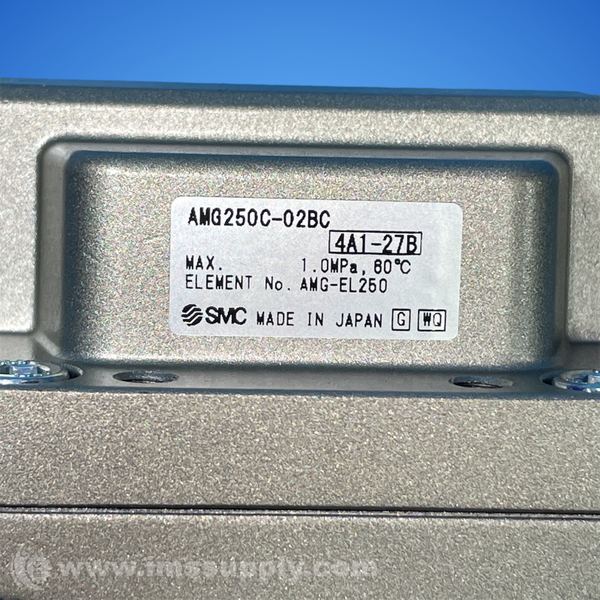 AMG250C-02BC
4A1-27B
MAX. 1.0MPa, 60℃
ELEMENT No. AMG-EL250
SMC MADE IN JAPAN G WQ
© www.imssupply.com